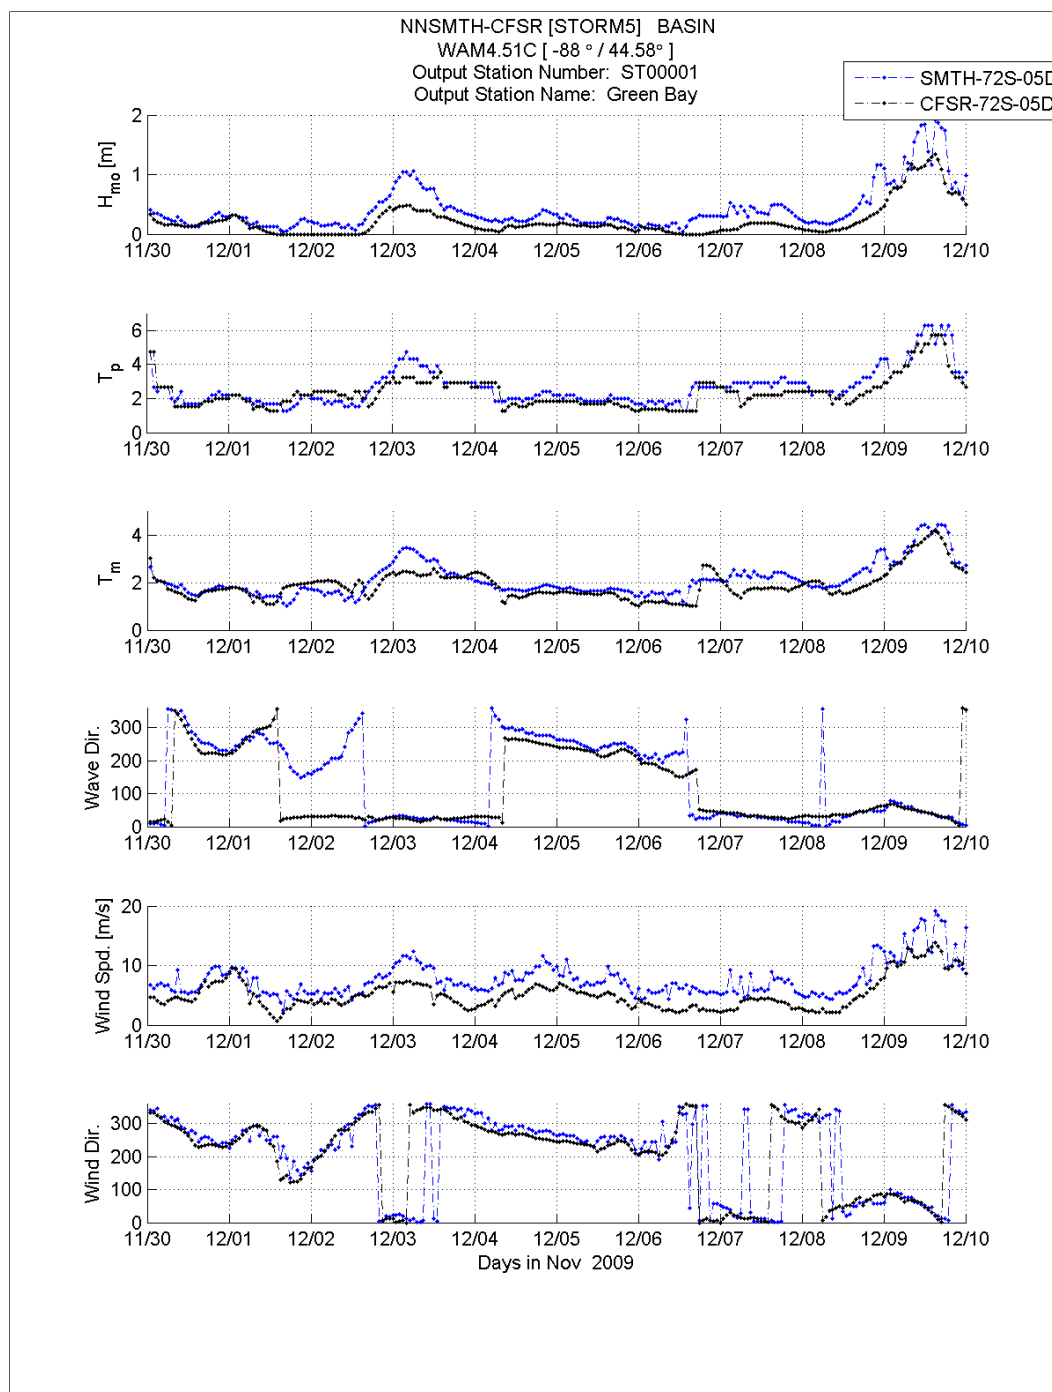 NNSMTH-CFSR [STORM5] BASIN
WAM4.51C [ -88 ° / 44.58° ]
Output Station Number: ST00001
Output Station Name: Green Bay
SMTH-72S-05D
CFSR-72S-05D
Hmo [m]
2
1
0
11/30 12/01 12/02 12/03 12/04 12/05 12/06 12/07 12/08 12/09 12/10
Tp
6
4
2
0
11/30 12/01 12/02 12/03 12/04 12/05 12/06 12/07 12/08 12/09 12/10
Tm
4
2
0
11/30 12/01 12/02 12/03 12/04 12/05 12/06 12/07 12/08 12/09 12/10
Wave Dir.
300
200
100
0
11/30 12/01 12/02 12/03 12/04 12/05 12/06 12/07 12/08 12/09 12/10
Wind Spd. [m/s]
20
10
0
11/30 12/01 12/02 12/03 12/04 12/05 12/06 12/07 12/08 12/09 12/10
Wind Dir.
300
200
100
0
11/30 12/01 12/02 12/03 12/04 12/05 12/06 12/07 12/08 12/09 12/10
Days in Nov 2009